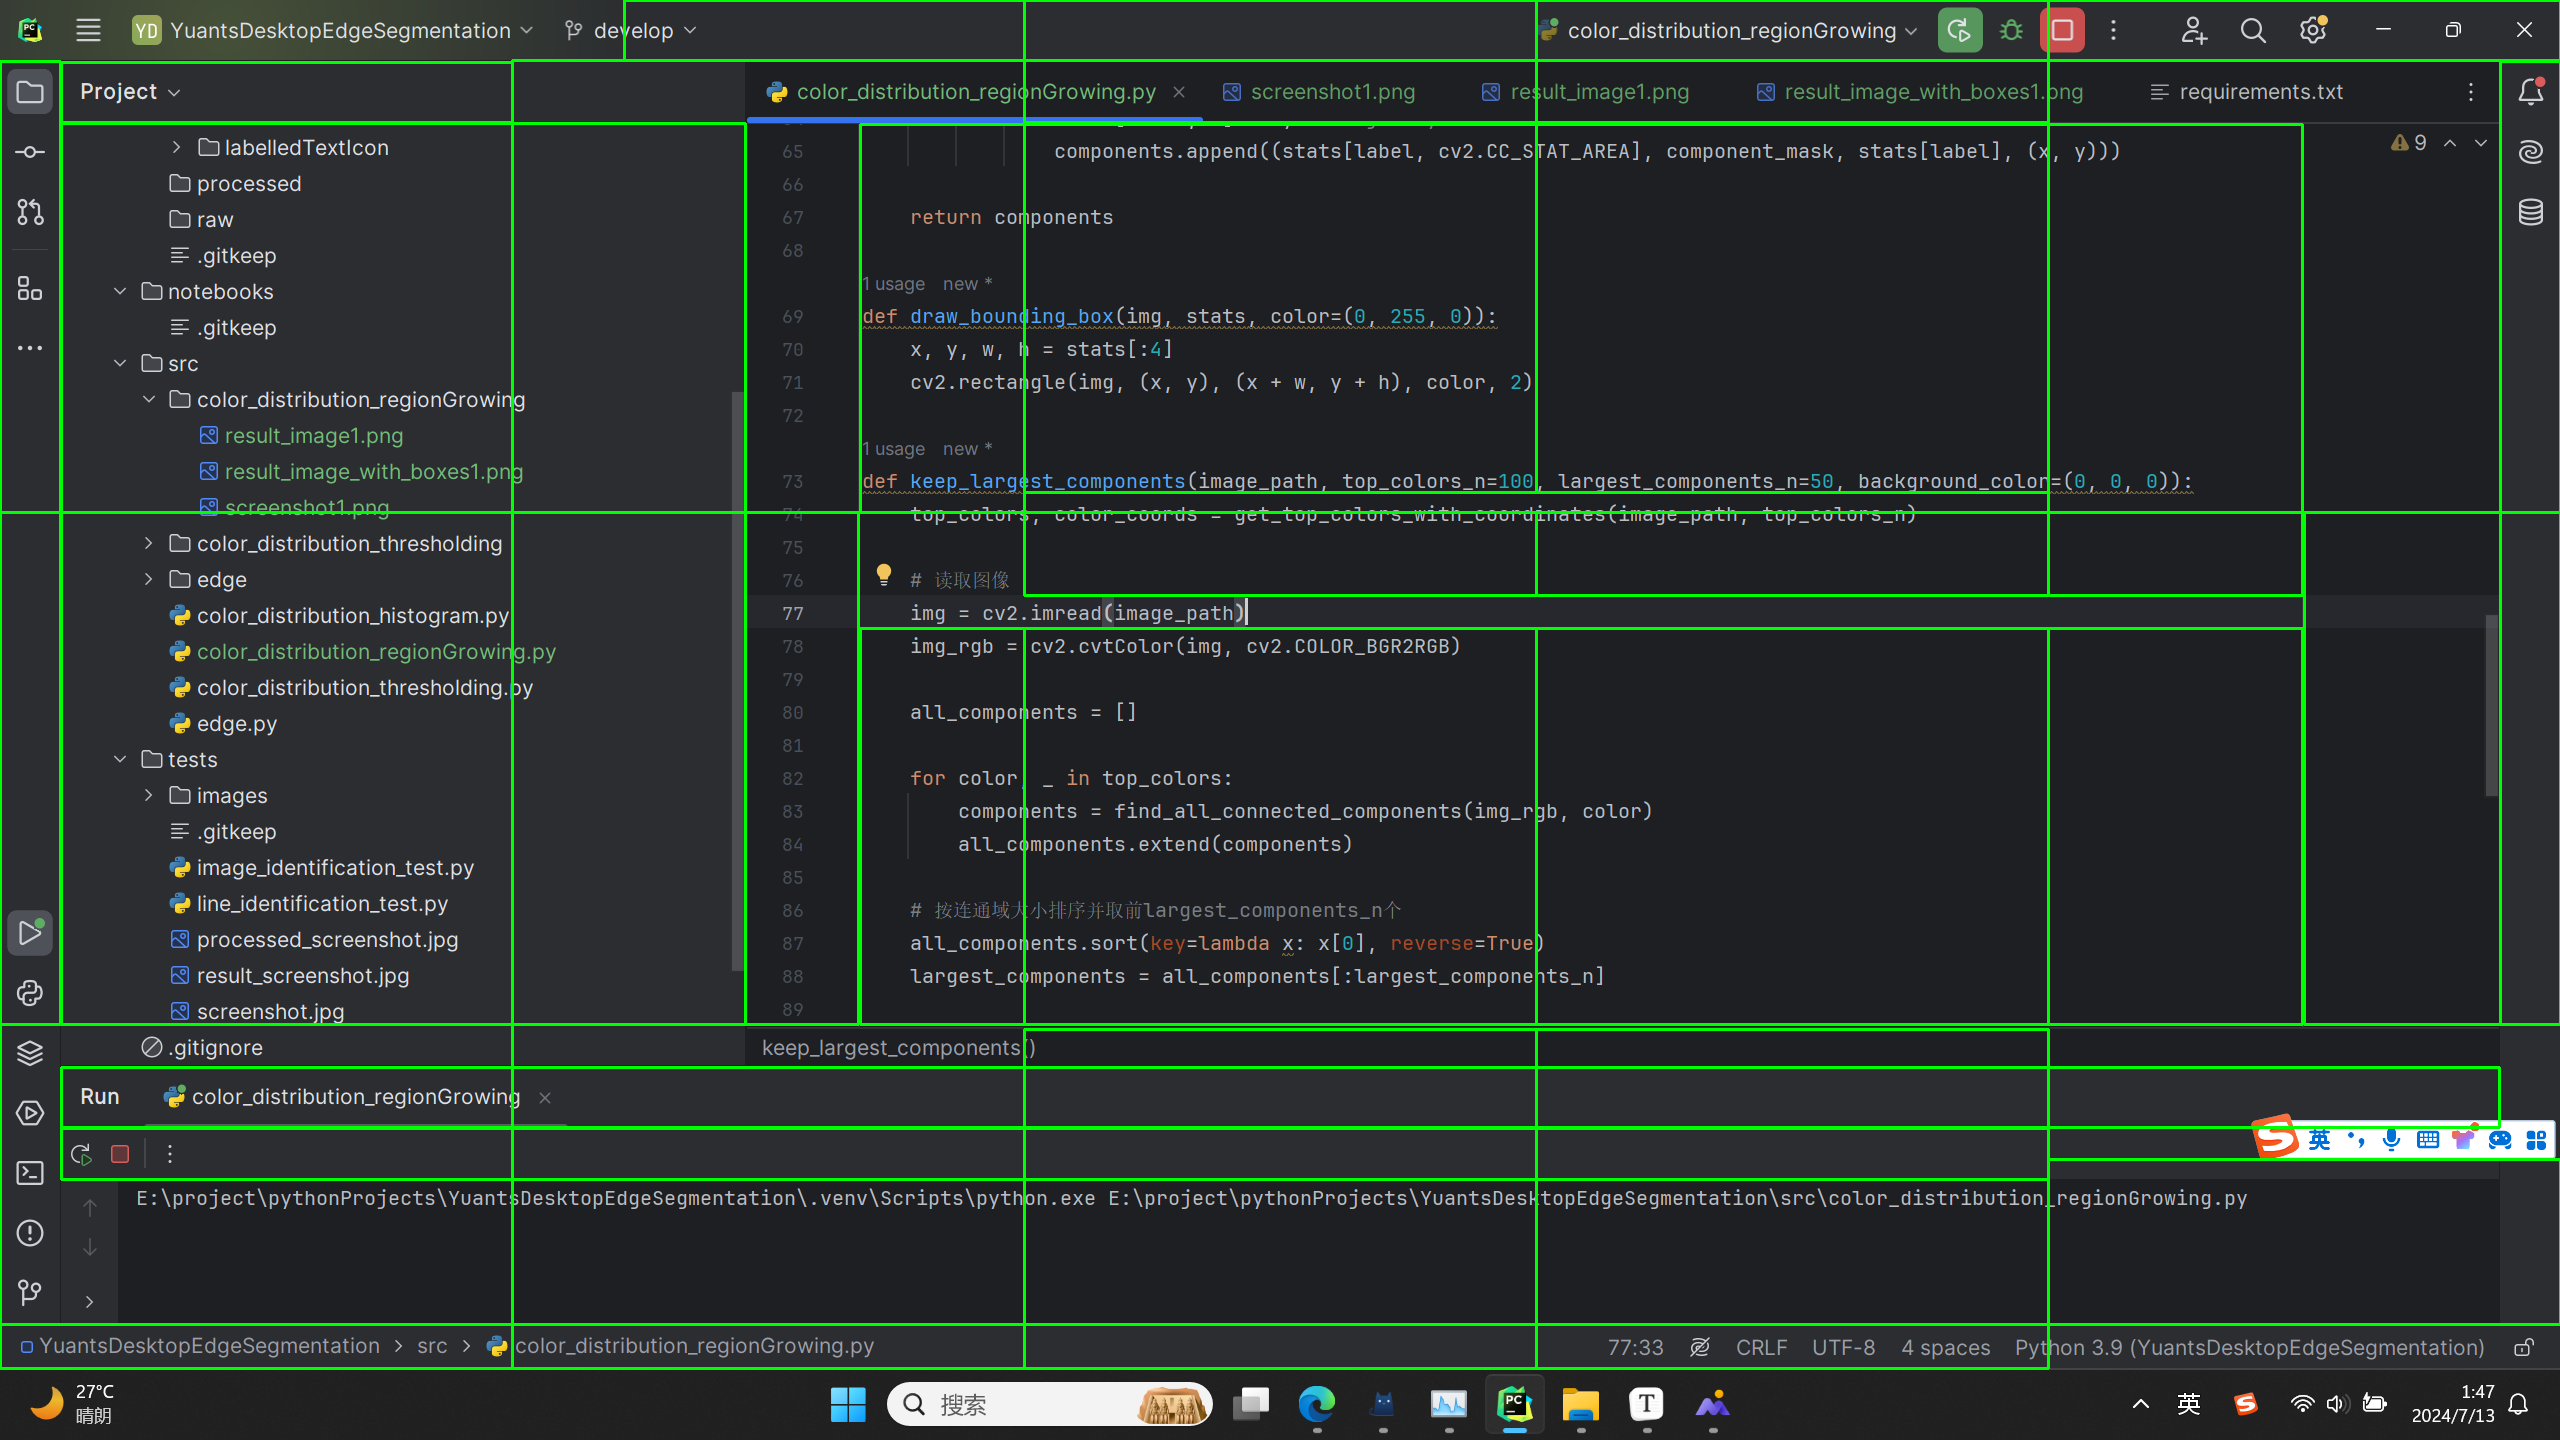 YD YuantsDesktopEdgeSegmentation develop color_distribution_regionGrowing
Project
color_distribution_regionGrowing.py screenshot1.png result_image1.png result_image_with_boxes1.png requirements.txt
labelledTextIcon
processed
raw
.gitkeep
notebooks
.gitkeep
src
color_distribution_regionGrowing
result_image1.png
result_image_with_boxes1.png
screenshot1.png
color_distribution_thresholding
edge
color_distribution_histogram.py
color_distribution_regionGrowing.py
color_distribution_thresholding.py
edge.py
tests
images
.gitkeep
image_identification_test.py
line_identification_test.py
processed_screenshot.jpg
result_screenshot.jpg
screenshot.jpg
.gitignore
9
65 components.append((stats[label, cv2.CC_STAT_AREA], component_mask, stats[label], (x, y)))
66
67 return components
68
1 usage new *
69 def draw_bounding_box(img, stats, color=(0, 255, 0)):
70 x, y, w, h = stats[:4]
71 cv2.rectangle(img, (x, y), (x + w, y + h), color, 2)
72
1 usage new *
73 def keep_largest_components(image_path, top_colors_n=100, largest_components_n=50, background_color=(0, 0, 0)):
74 top_colors, color_coords = get_top_colors_with_coordinates(image_path, top_colors_n)
75
76 # 读取图像
77 img = cv2.imread(image_path)
78 img_rgb = cv2.cvtColor(img, cv2.COLOR_BGR2RGB)
79
80 all_components = []
81
82 for color, _ in top_colors:
83 components = find_all_connected_components(img_rgb, color)
84 all_components.extend(components)
85
86 # 按连通域大小排序并取前largest_components_n个
87 all_components.sort(key=lambda x: x[0], reverse=True)
88 largest_components = all_components[:largest_components_n]
89
keep_largest_components()
Run color_distribution_regionGrowing
英
E:\project\pythonProjects\YuantsDesktopEdgeSegmentation\.venv\Scripts\python.exe E:\project\pythonProjects\YuantsDesktopEdgeSegmentation\src\color_distribution_regionGrowing.py
YuantsDesktopEdgeSegmentation > src > color_distribution_regionGrowing.py 77:33 CRLF UTF-8 4 spaces Python 3.9 (YuantsDesktopEdgeSegmentation)
27°C
晴朗
搜索
英
1:47
2024/7/13